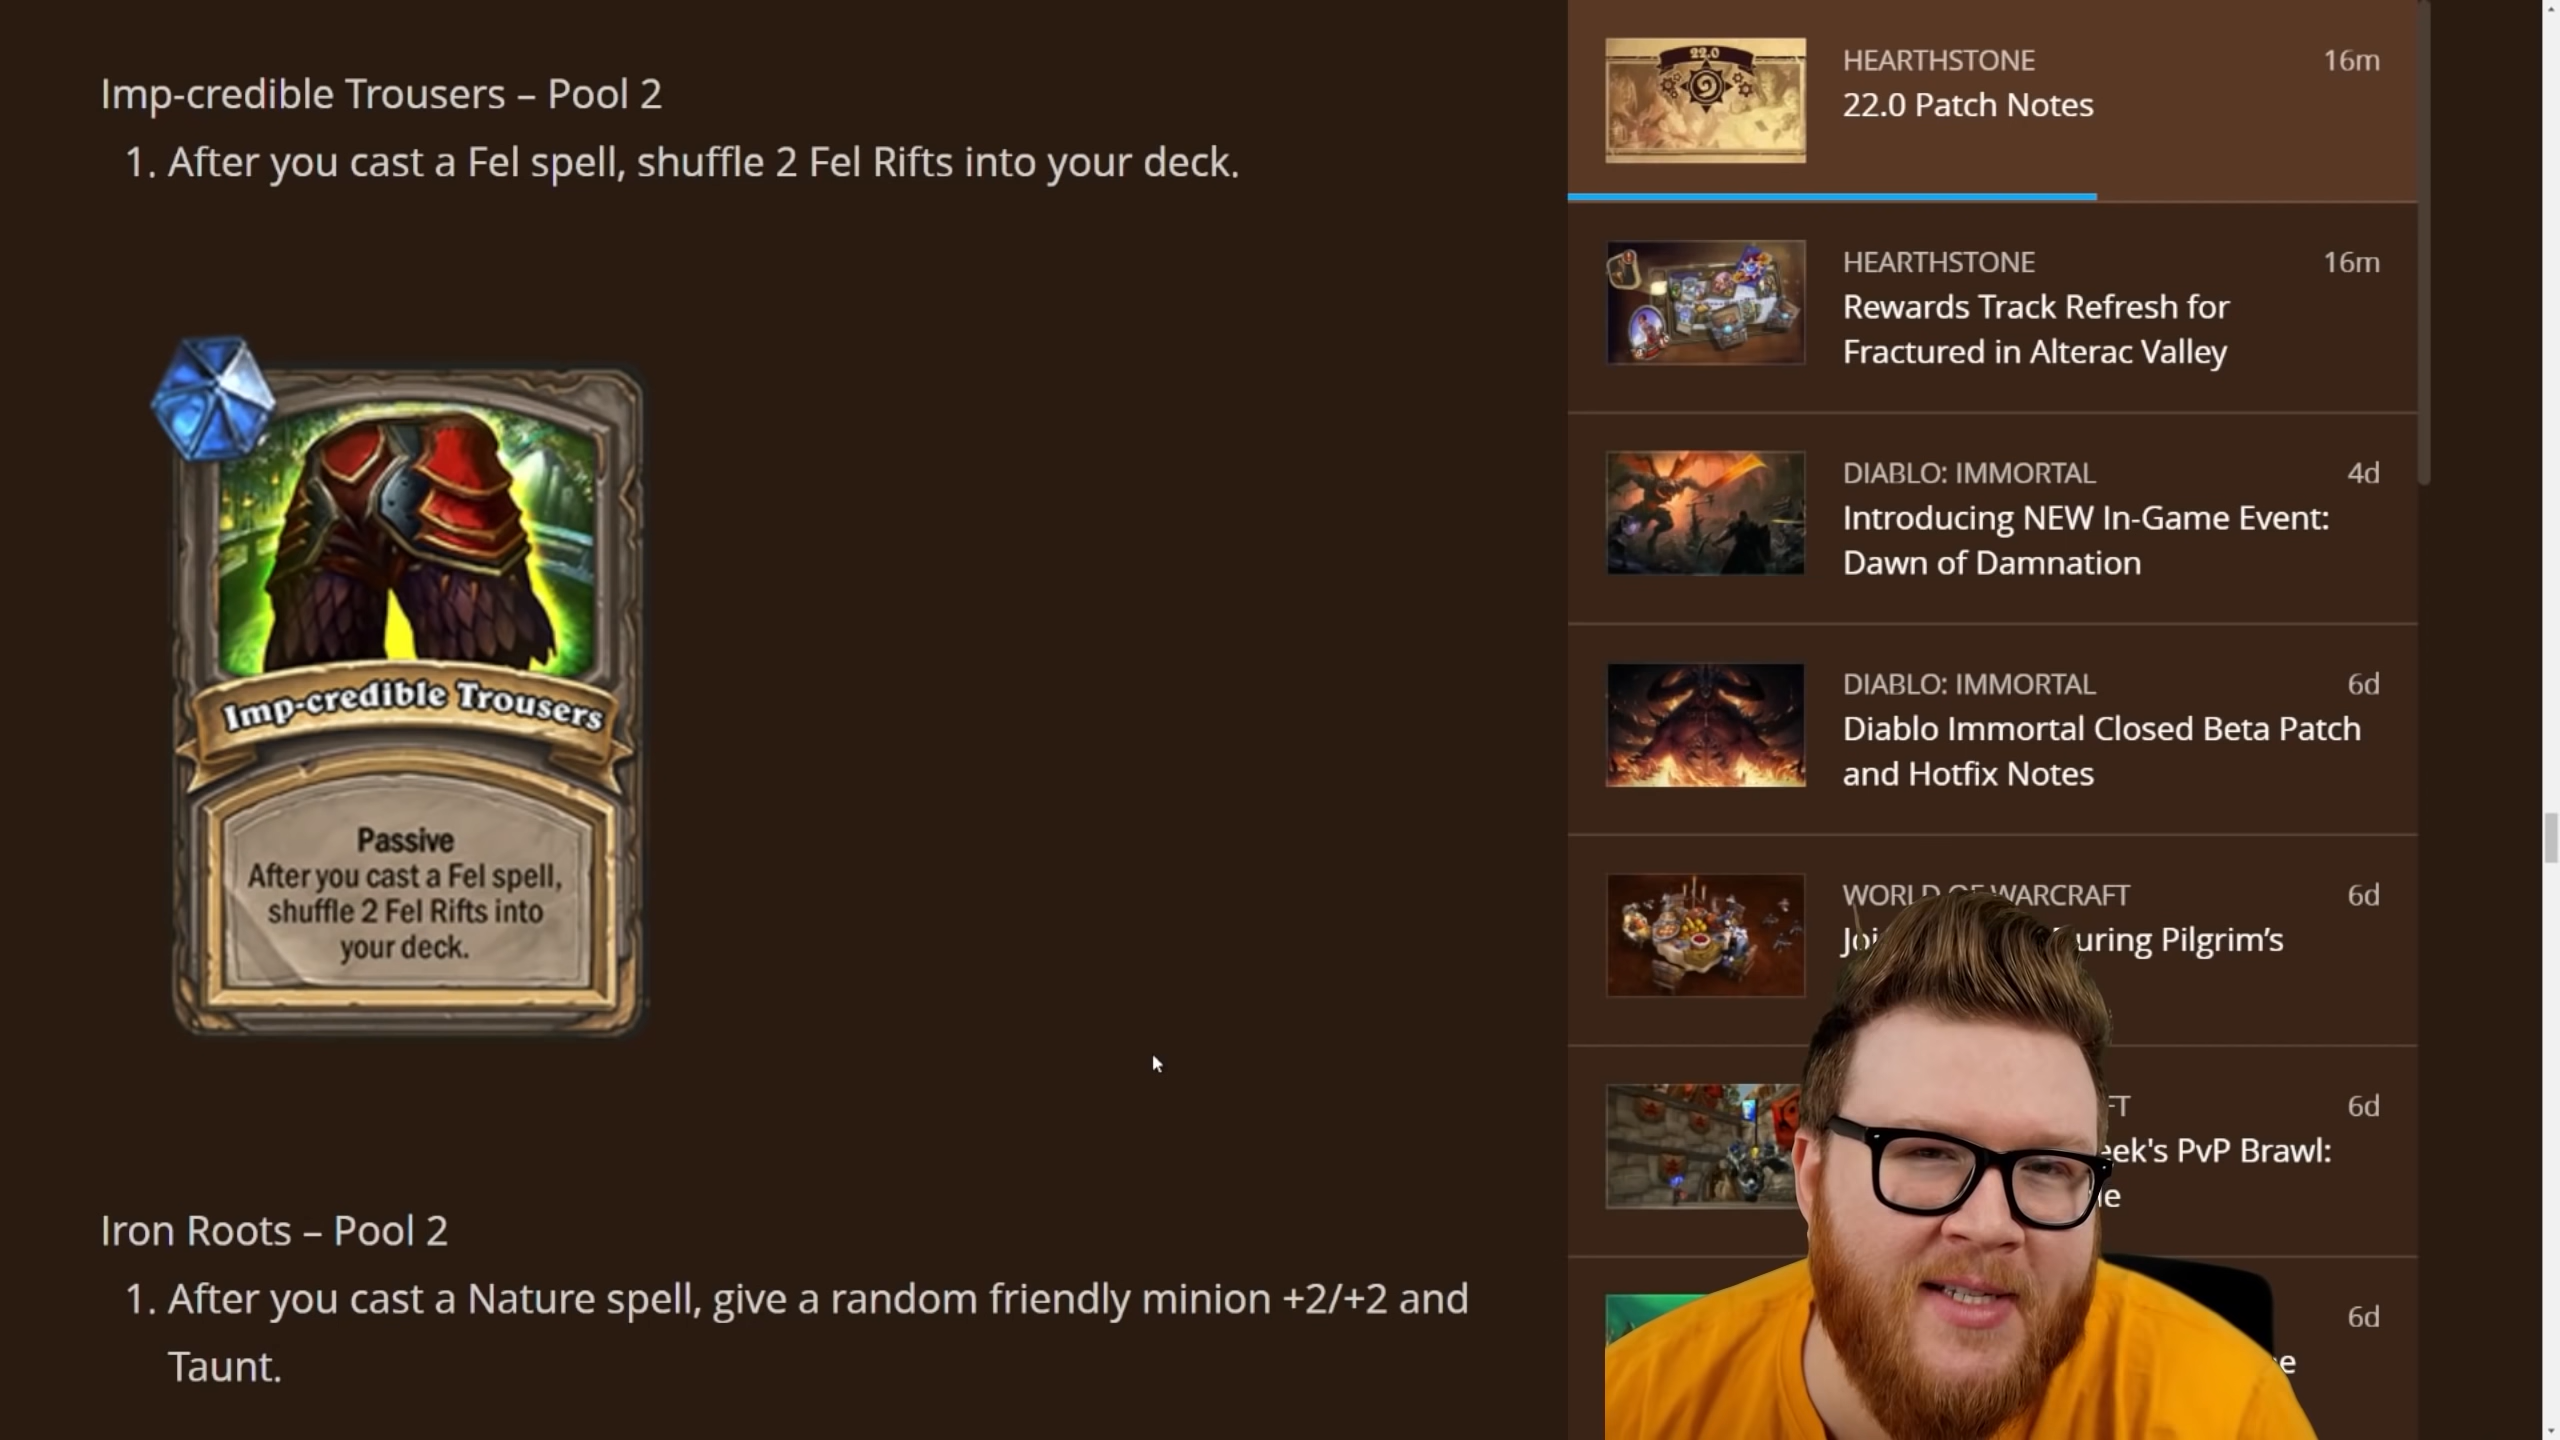 Imp-credible Trousers – Pool 2
1. After you cast a Fel spell, shuffle 2 Fel Rifts into your deck.
Imp-credible Trousers
Passive
After you cast a Fel spell,
shuffle 2 Fel Rifts into
your deck.
Iron Roots – Pool 2
1. After you cast a Nature spell, give a random friendly minion +2/+2 and
Taunt.
22.0
HEARTHSTONE 16m
22.0 Patch Notes
HEARTHSTONE 16m
Rewards Track Refresh for
Fractured in Alterac Valley
DIABLO: IMMORTAL 4d
Introducing NEW In-Game Event:
Dawn of Damnation
DIABLO: IMMORTAL 6d
Diablo Immortal Closed Beta Patch
and Hotfix Notes
WORLD OF WARCRAFT 6d
Pilgrim's
6d
PvP Brawl:
6d